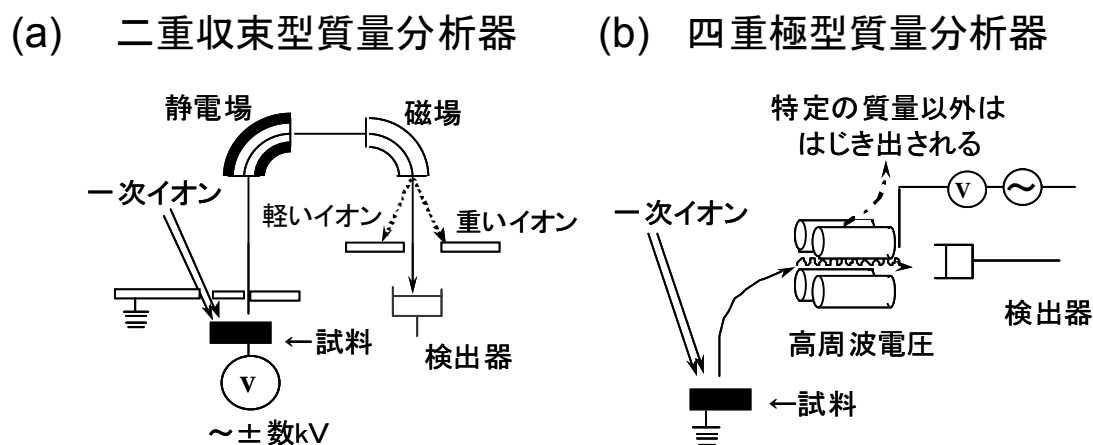 (a) 二重収束型質量分析器
静電場
磁場
一次イオン
軽いイオン
重いイオン
←試料
検出器
V
～±数kV
(b) 四重極型質量分析器
特定の質量以外は
はじき出される
V
～
一次イオン
検出器
高周波電圧
←試料